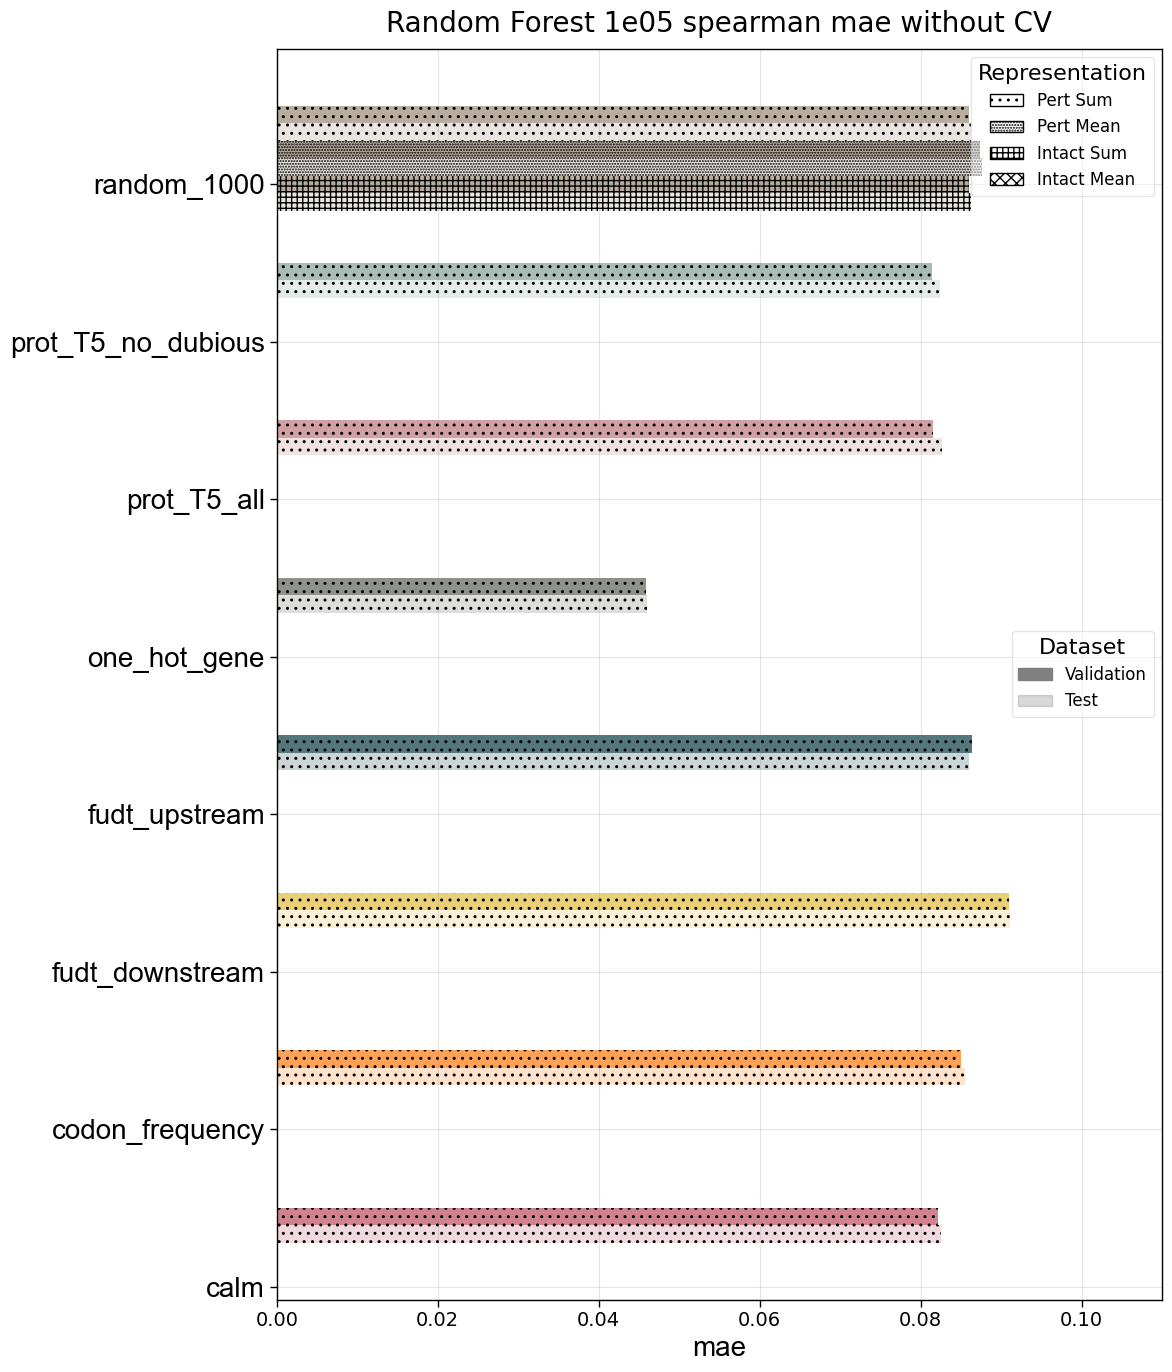 Random Forest 1e05 spearman mae without CV
Representation
Pert Sum
Pert Mean
Intact Sum
Intact Mean
random_1000
prot_T5_no_dubious
prot_T5_all
one_hot_gene
Dataset
Validation
Test
fudt_upstream
fudt_downstream
codon_frequency
calm
0.00 0.02 0.04 0.06 0.08 0.10
mae